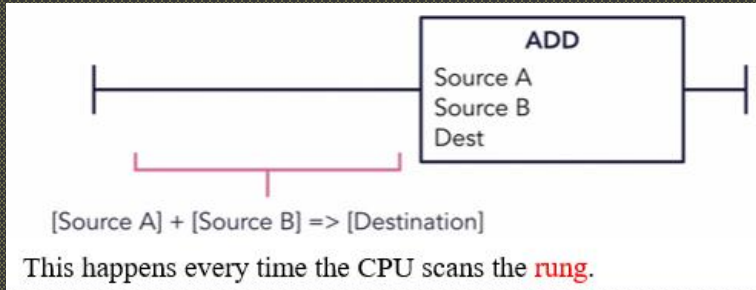 ADD
Source A
Source B
Dest
[Source A] + [Source B] => [Destination]
This happens every time the CPU scans the rung.